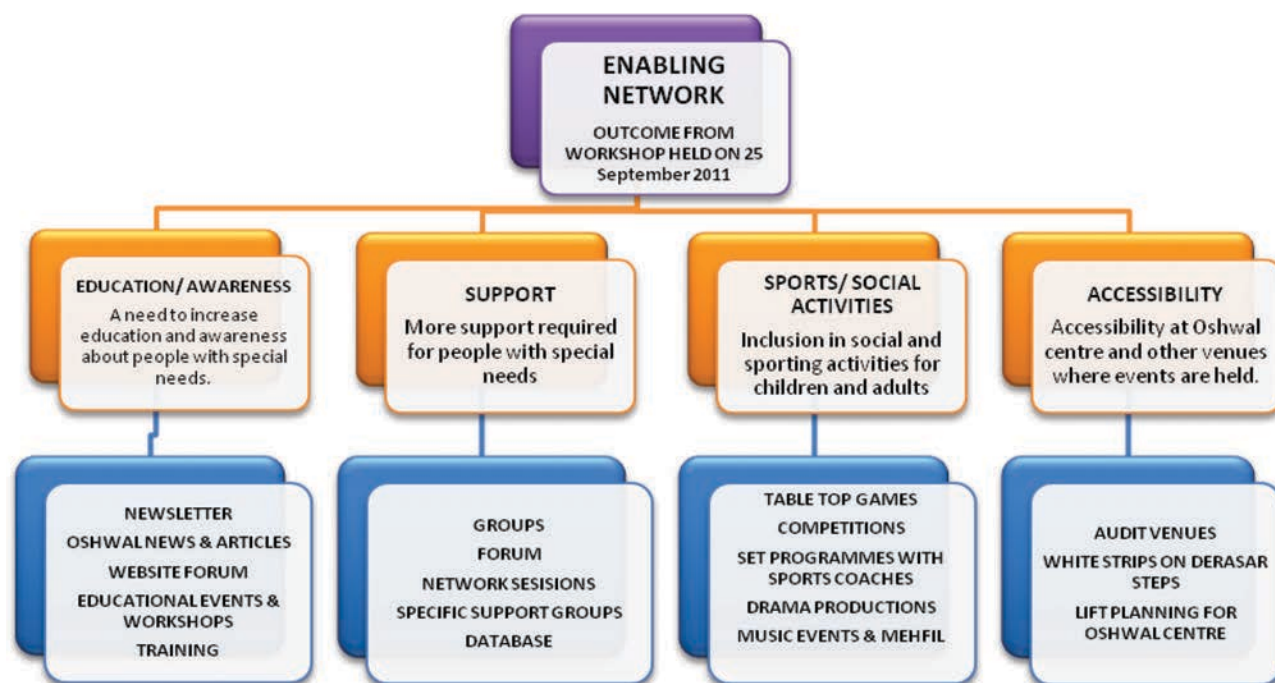 ENABLING
NETWORK
OUTCOME FROM
WORKSHOP HELD ON 25
September 2011
EDUCATION/ AWARENESS
A need to increase
education and awareness
about people with special
needs.
SUPPORT
More support required
for people with special
needs
SPORTS/ SOCIAL
ACTIVITIES
Inclusion in social and
sporting activities for
children and adults
ACCESSIBILITY
Accessibility at Oshwal
centre and other venues
where events are held.
NEWSLETTER
OSHWAL NEWS & ARTICLES
WEBSITE FORUM
EDUCATIONAL EVENTS &
WORKSHOPS
TRAINING
GROUPS
FORUM
NETWORK SESISIONS
SPECIFIC SUPPORT GROUPS
DATABASE
TABLE TOP GAMES
COMPETITIONS
SET PROGRAMMES WITH
SPORTS COACHES
DRAMA PRODUCTIONS
MUSIC EVENTS & MEHFIL
AUDIT VENUES
WHITE STRIPS ON DERASAR
STEPS
LIFT PLANNING FOR
OSHWAL CENTRE